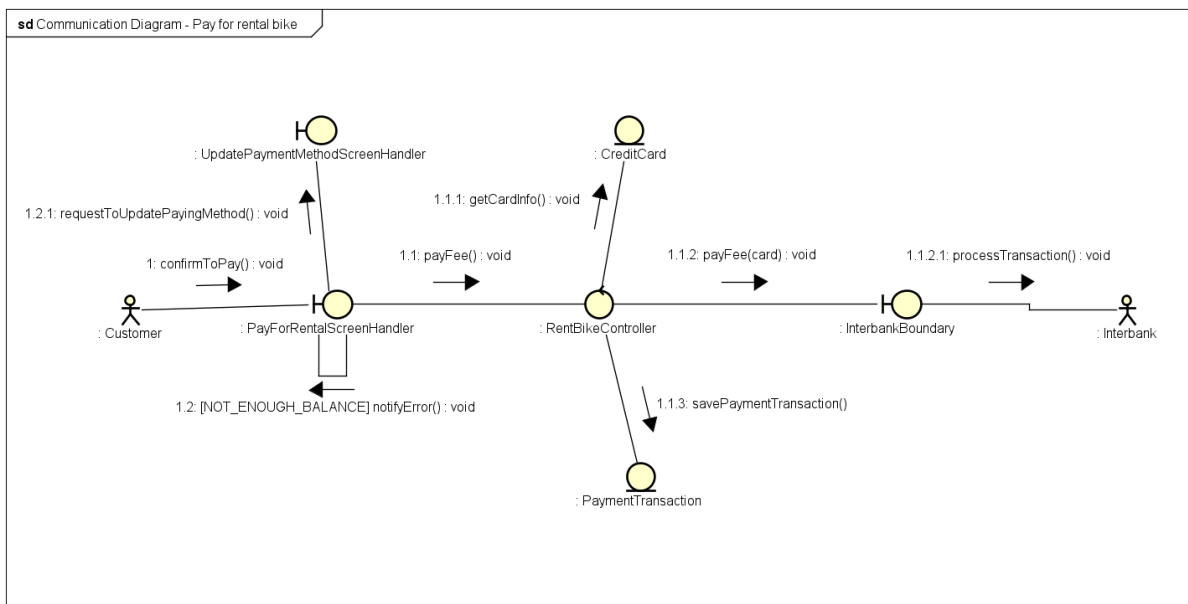 sd Communication Diagram - Pay for rental bike
: UpdatePaymentMethodScreenHandler
: CreditCard
1.2.1: requestToUpdatePayingMethod() : void
1.1.1: getCardInfo() : void
1: confirmToPay() : void
1.1: payFee() : void
1.1.2: payFee(card) : void
1.1.2.1: processTransaction() : void
: Customer
: PayForRentalScreenHandler
: RentBikeController
: InterbankBoundary
: Interbank
1.2: [NOT_ENOUGH_BALANCE] notifyError() : void
1.1.3: savePaymentTransaction()
: PaymentTransaction